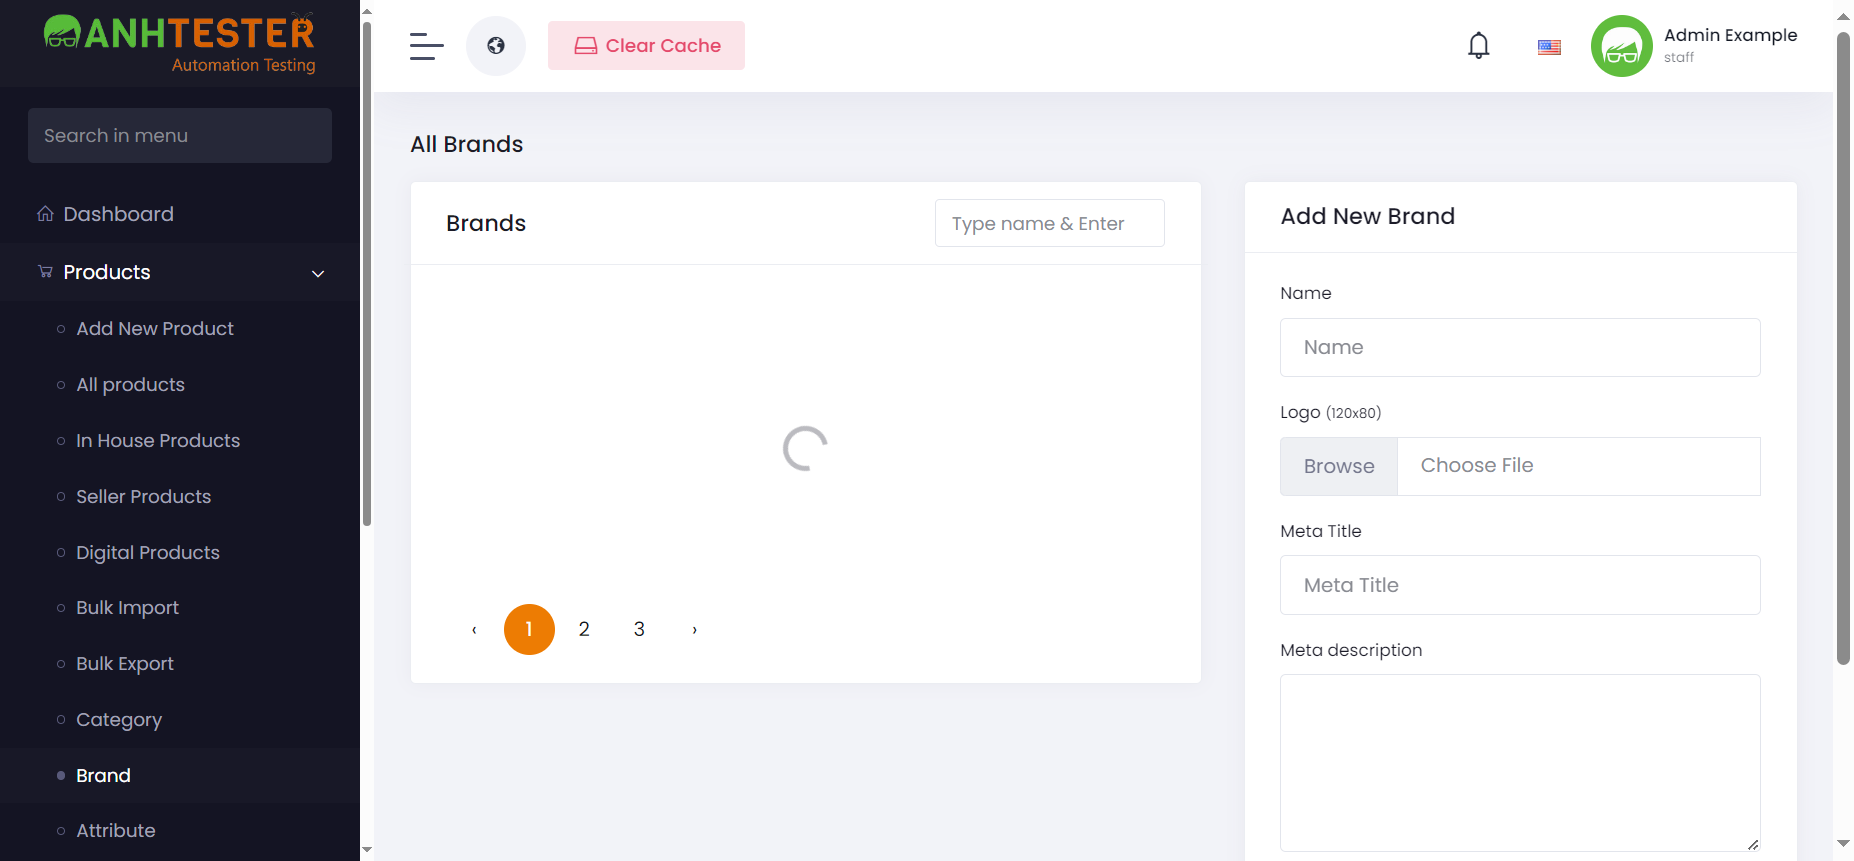 ANHTESTER
Automation Testing
Search in menu
Dashboard
Products
Add New Product
All products
In House Products
Seller Products
Digital Products
Bulk Import
Bulk Export
Category
Brand
Attribute
Clear Cache
Admin Example
staff
All Brands
Brands
Type name & Enter
‹ 1 2 3 ›
Add New Brand
Name
Name
Logo (120x80)
Browse Choose File
Meta Title
Meta Title
Meta description